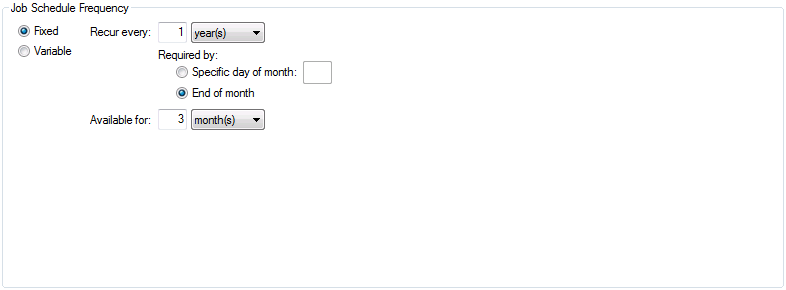 Job Schedule Frequency
Fixed Recur every: 1 year(s)
Variable
Required by:
Specific day of month:
End of month
Available for: 3 month(s)